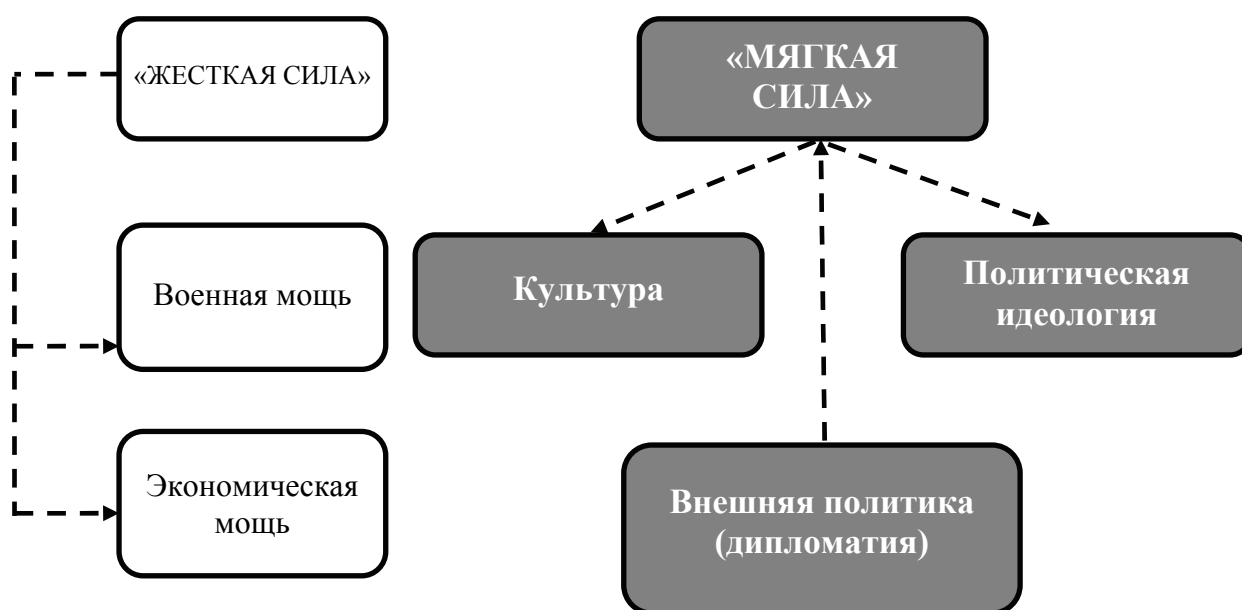 «ЖЕСТКАЯ СИЛА»
«МЯГКАЯ
СИЛА»
Военная мощь
Культура
Политическая
идеология
Экономическая
мощь
Внешняя политика
(дипломатия)